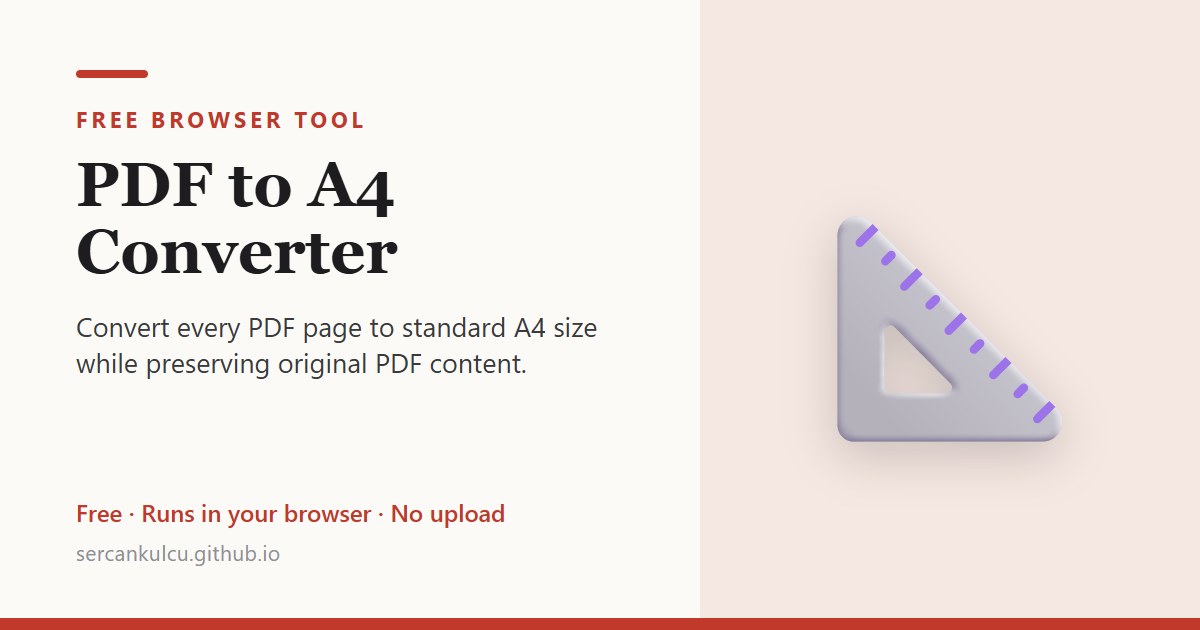 FREE BROWSER TOOL
PDF to A4
Converter
Convert every PDF page to standard A4 size
while preserving original PDF content.
Free · Runs in your browser · No upload
sercankulcu.github.io